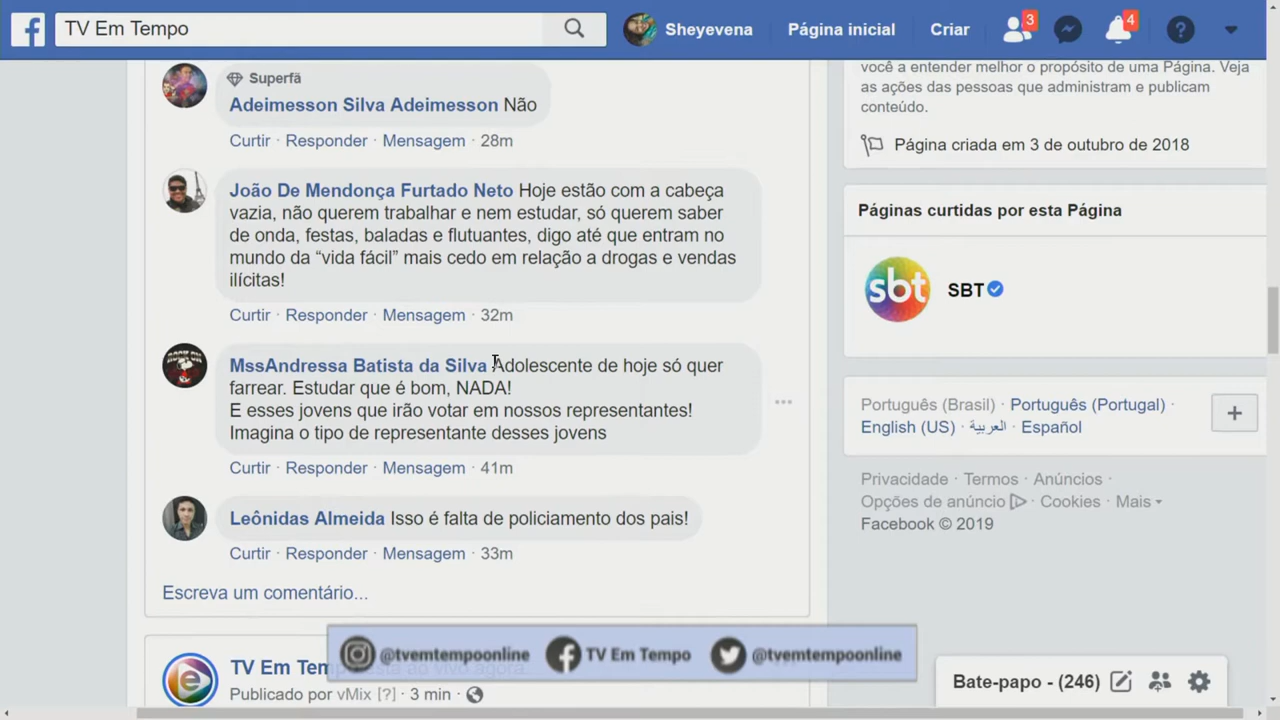 TV Em Tempo
Sheyevena
Página inicial
Criar
3
4
Superfã
Adeimesson Silva Adeimesson Não
Curtir · Responder · Mensagem · 28m
João De Mendonça Furtado Neto Hoje estão com a cabeça
vazia, não querem trabalhar e nem estudar, só querem saber
de onda, festas, baladas e flutuantes, digo até que entram no
mundo da “vida fácil” mais cedo em relação a drogas e vendas
ilícitas!
Curtir · Responder · Mensagem · 32m
MssAndressa Batista da Silva Adolescente de hoje só quer
farrear. Estudar que é bom, NADA!
E esses jovens que irão votar em nossos representantes!
Imagina o tipo de representante desses jovens
Curtir · Responder · Mensagem · 41m
Leônidas Almeida Isso é falta de policiamento dos pais!
Curtir · Responder · Mensagem · 33m
Escreva um comentário...
TV Em Tempo está ao vivo agora.
Publicado por vMix [?] · 3 min ·
você a entender melhor o propósito de uma Página. Veja
as ações das pessoas que administram e publicam
conteúdo.
Página criada em 3 de outubro de 2018
Páginas curtidas por esta Página
sbt
SBT
Português (Brasil) · Português (Portugal) ·
English (US) · العربية · Español
Privacidade · Termos · Anúncios ·
Opções de anúncio · Cookies · Mais
Facebook © 2019
@tvemtempoonline
TV Em Tempo
@tvemtempoonline
Bate-papo - (246)
ROCK ON